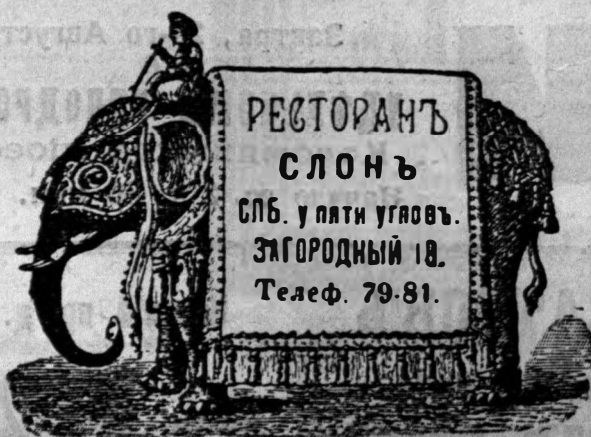 РЕСТОРАНЪ
СЛОНЪ
СПБ. у пяти угловъ.
ЗАГОРОДНЫЙ 18.
Телеф. 79-81.